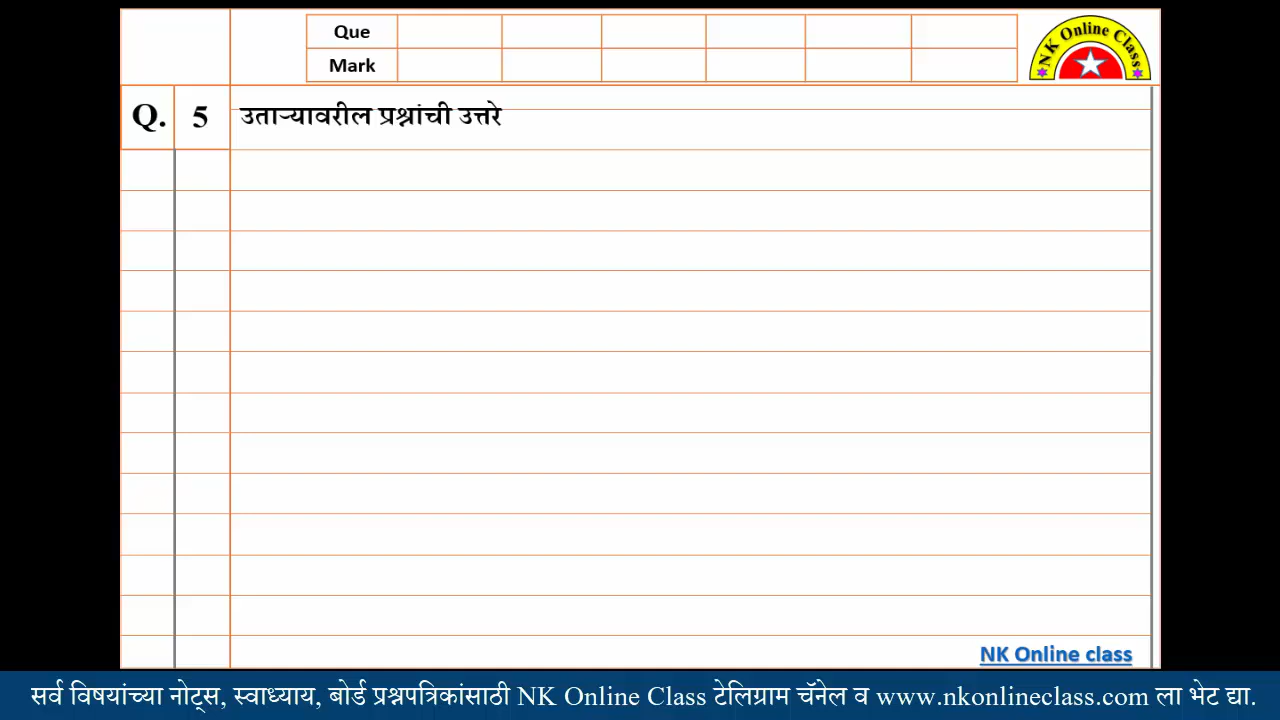 Que
Mark
NK Online Class
Q. 5 उताऱ्यावरील प्रश्नांची उत्तरे
NK Online class
सर्व विषयांच्या नोट्स, स्वाध्याय, बोर्ड प्रश्नपत्रिकांसाठी NK Online Class टेलिग्राम चॅनेल व www.nkonlineclass.com ला भेट द्या.